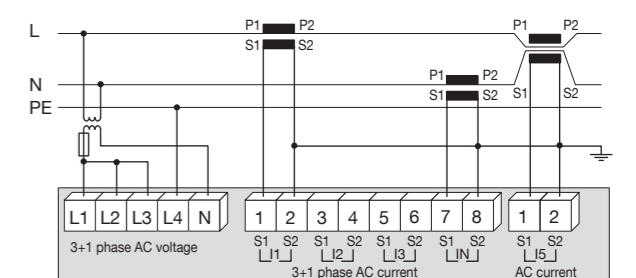 L P1 P2 P1 P2
S1 S2
N P1 P2
S1 S2 S1 S2
PE
L1 L2 L3 L4 N 1 2 3 4 5 6 7 8 1 2
S1 S2 S1 S2 S1 S2 S1 S2 S1 S2
3+1 phase AC voltage I1 I2 I3 IN I5
3+1 phase AC current AC current